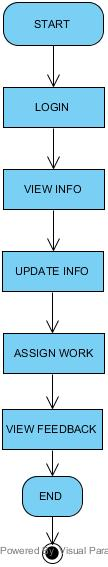 START
LOGIN
VIEW INFO
UPDATE INFO
ASSIGN WORK
VIEW FEEDBACK
END
Powered By Visual Para